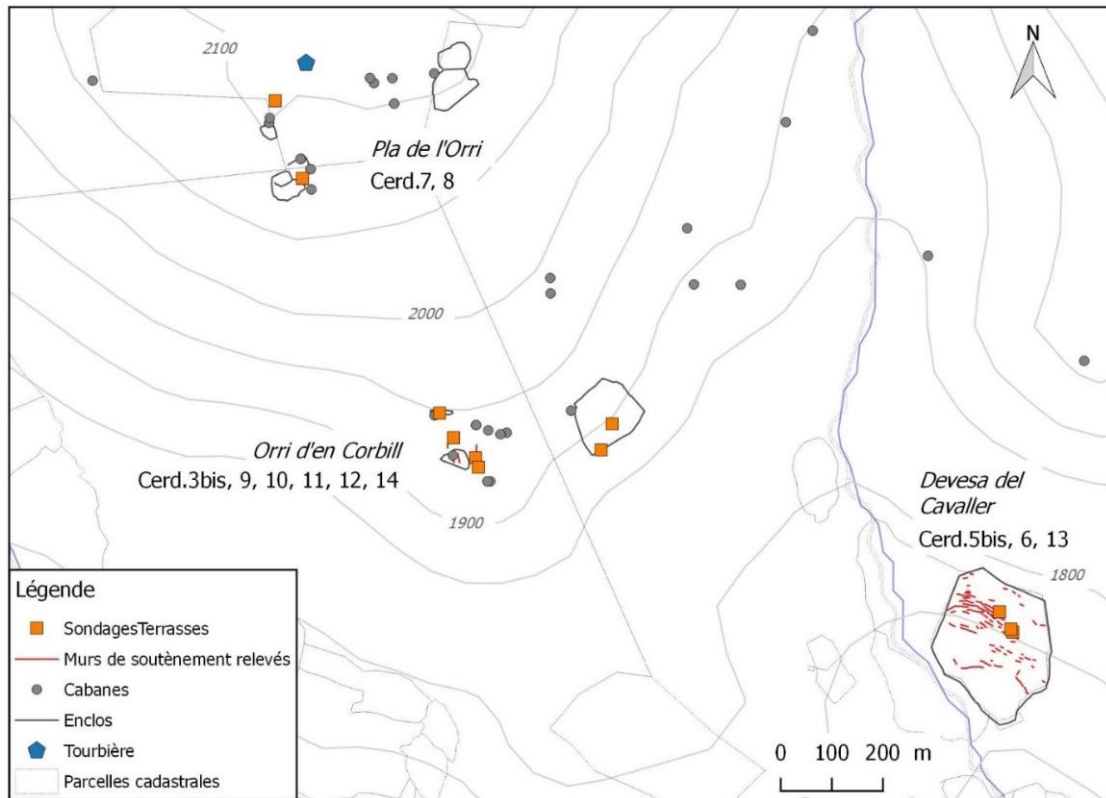 2100
N
Pla de l'Orri
Cerd.7, 8
2000
Orri d'en Corbill
Cerd.3bis, 9, 10, 11, 12, 14
1900
Devesa del
Cavaller
Cerd.5bis, 6, 13
1800
Légende
SondagesTerrasses
Murs de soutènement relevés
Cabanes
Enclos
Tourbière
Parcelles cadastrales
0 100 200 m